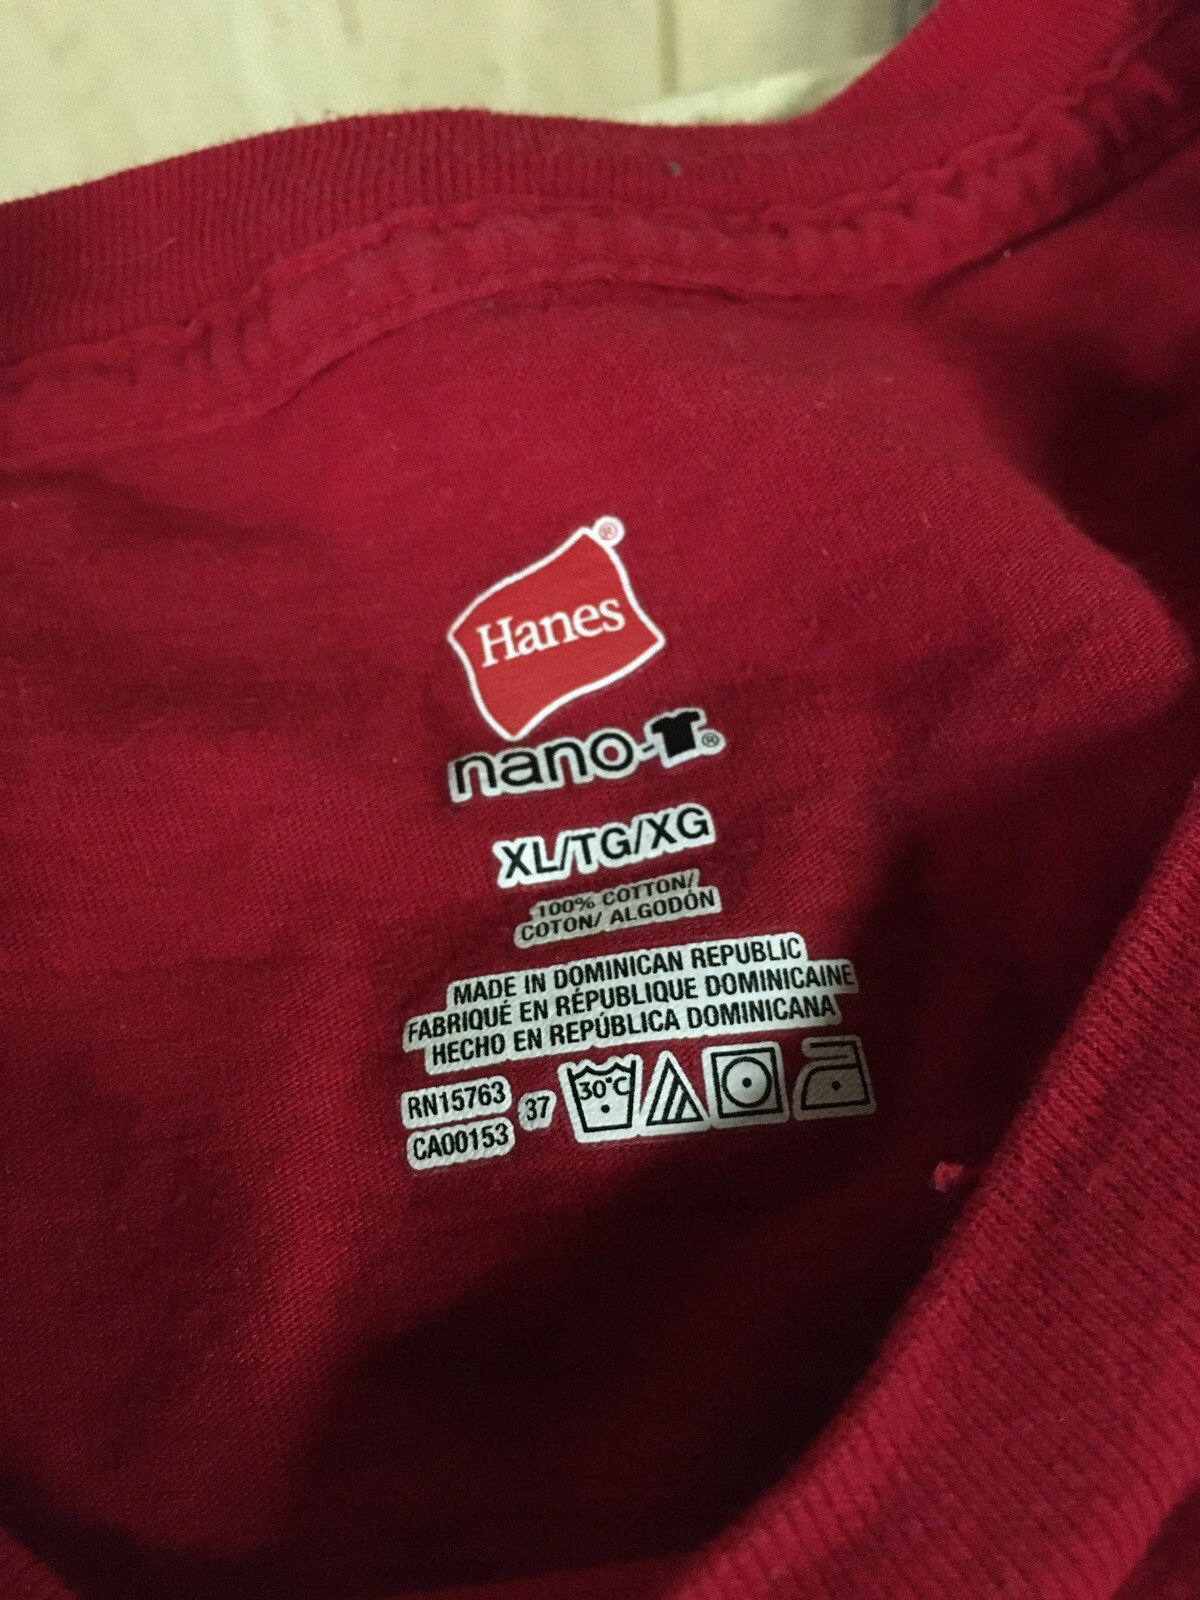 Hanes®
nano-T®
XL/TG/XG
100% COTTON/
COTON/ ALGODÓN
MADE IN DOMINICAN REPUBLIC
FABRIQUÉ EN RÉPUBLIQUE DOMINICAINE
HECHO EN REPÚBLICA DOMINICANA
RN15763
CA00153
37
30°C